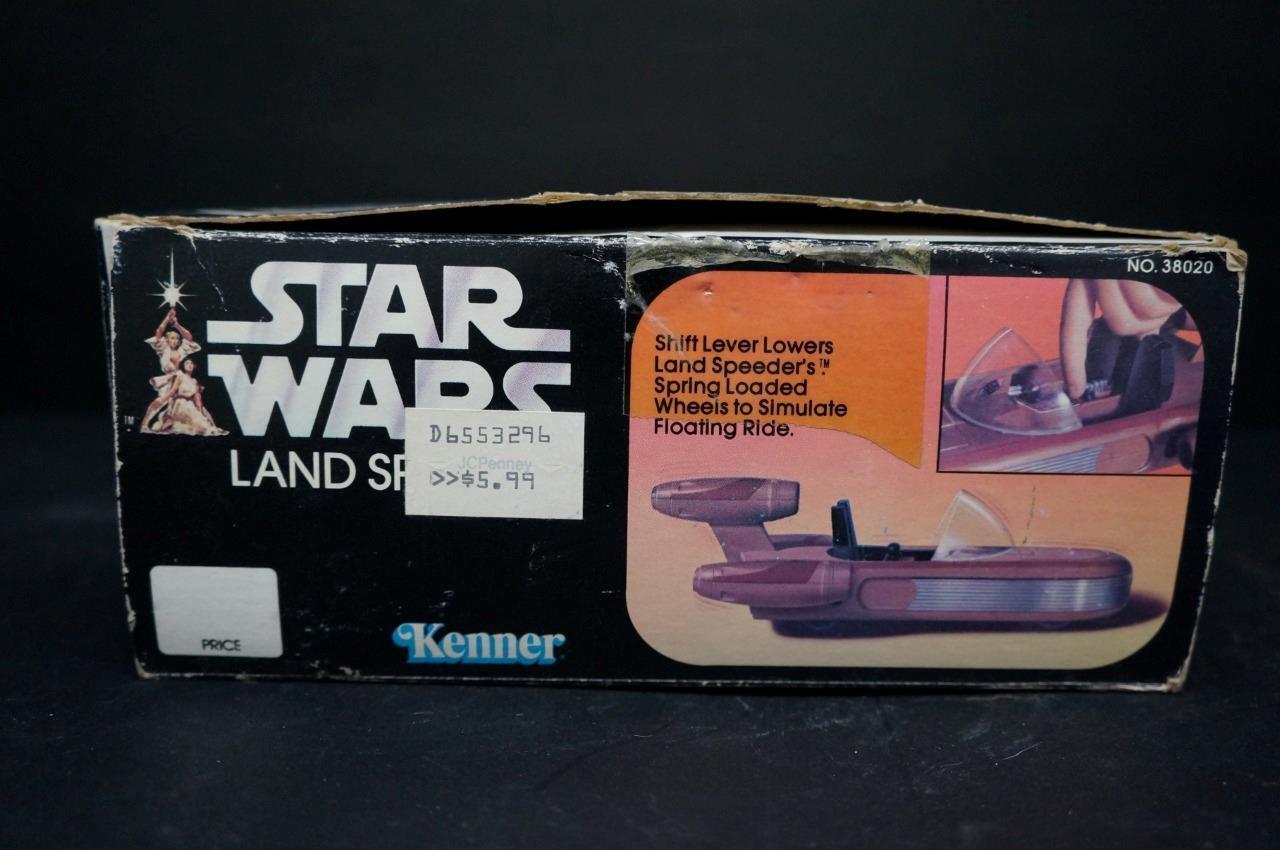 STAR
WARS
TM
LAND SP
D6553296
JCPenney
>>$5.99
PRICE
Kenner
NO. 38020
Shift Lever Lowers
Land Speeder's™
Spring Loaded
Wheels to Simulate
Floating Ride.